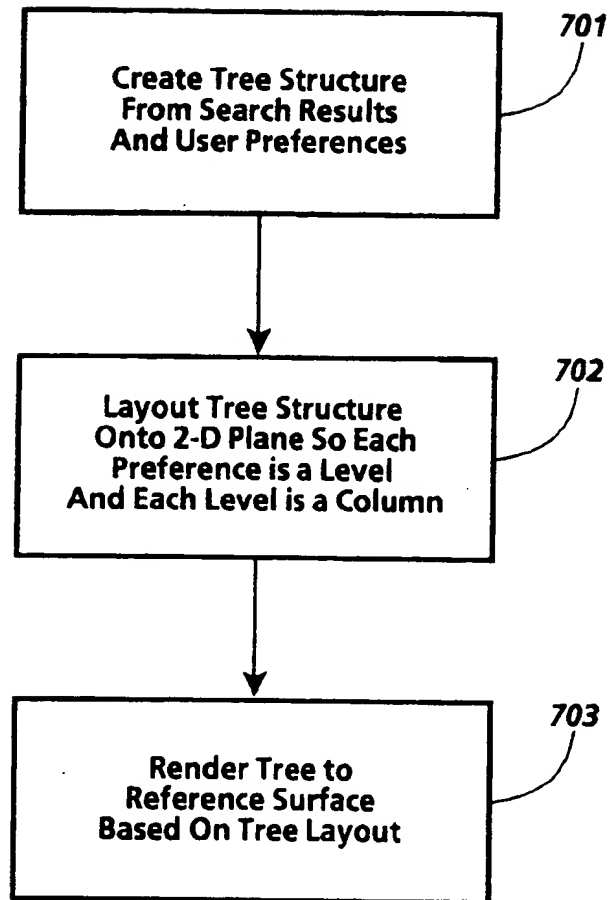 701
Create Tree Structure
From Search Results
And User Preferences
702
Layout Tree Structure
Onto 2-D Plane So Each
Preference is a Level
And Each Level is a Column
703
Render Tree to
Reference Surface
Based On Tree Layout